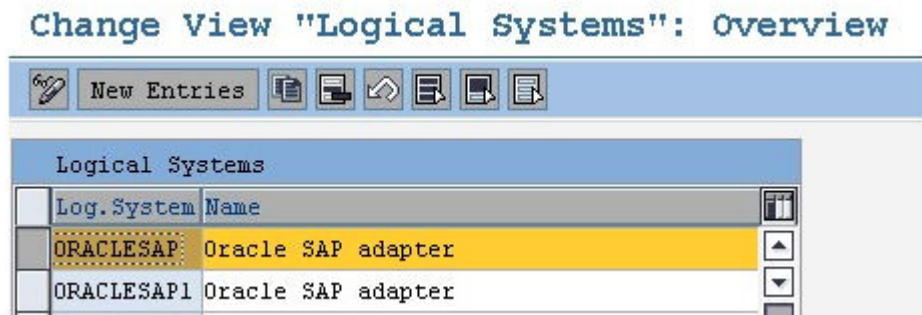 Change View "Logical Systems": Overview
New Entries
Logical Systems
Log.System Name
ORACLESAP Oracle SAP adapter
ORACLESAP1 Oracle SAP adapter